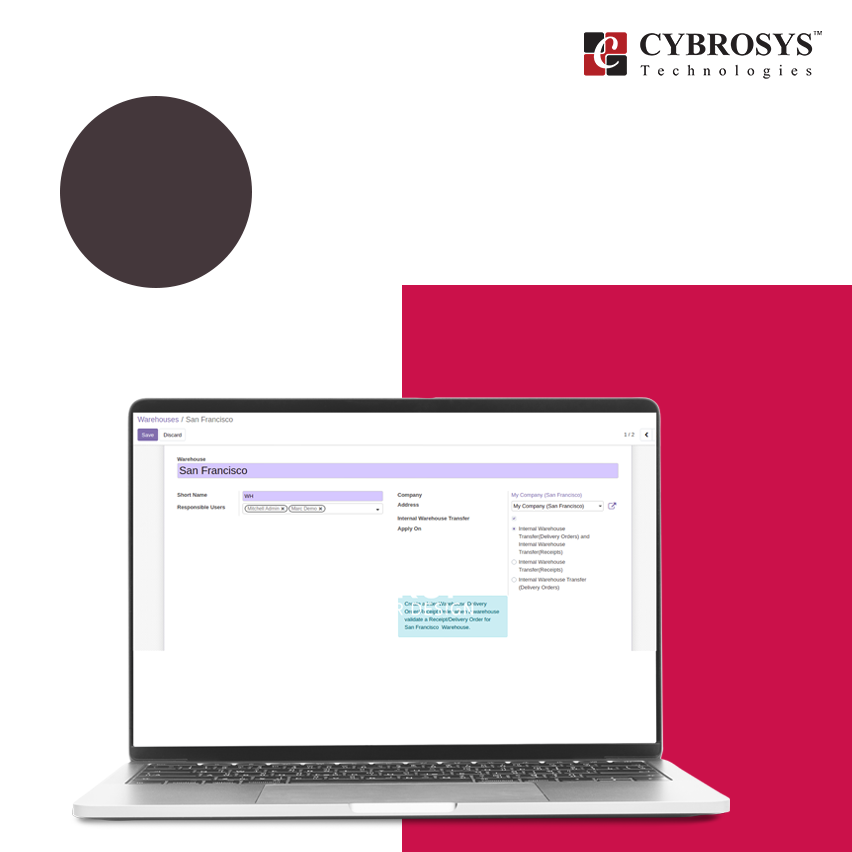 CYBROSYS™
Technologies
Warehouses / San Francisco
Save Discard
1 / 2
Warehouse
San Francisco
Short Name
WH
Responsible Users
Mitchell Admin ✕ Marc Demo ✕
Company
My Company (San Francisco)
Address
My Company (San Francisco)
Internal Warehouse Transfer
Apply On
Internal Warehouse
Transfer(Delivery Orders) and
Internal Warehouse
Transfer(Receipts)
Internal Warehouse
Transfer(Receipts)
Internal Warehouse Transfer
(Delivery Orders)
Delivery
warehouse
validate a Receipt/Delivery Order for
San Francisco Warehouse.